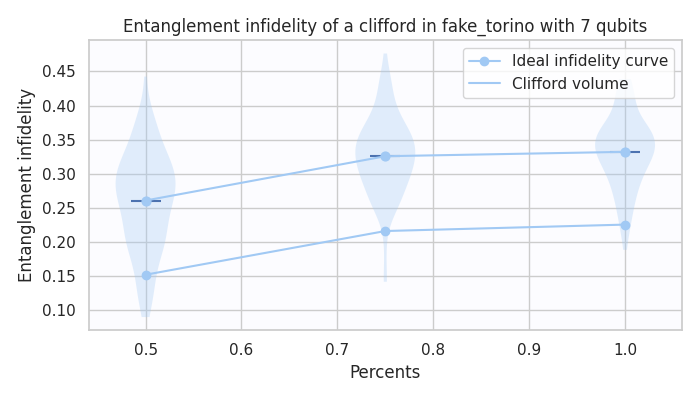 Entanglement infidelity of a clifford in fake_torino with 7 qubits
Ideal infidelity curve
Clifford volume
Entanglement infidelity
0.45
0.40
0.35
0.30
0.25
0.20
0.15
0.10
0.5 0.6 0.7 0.8 0.9 1.0
Percents